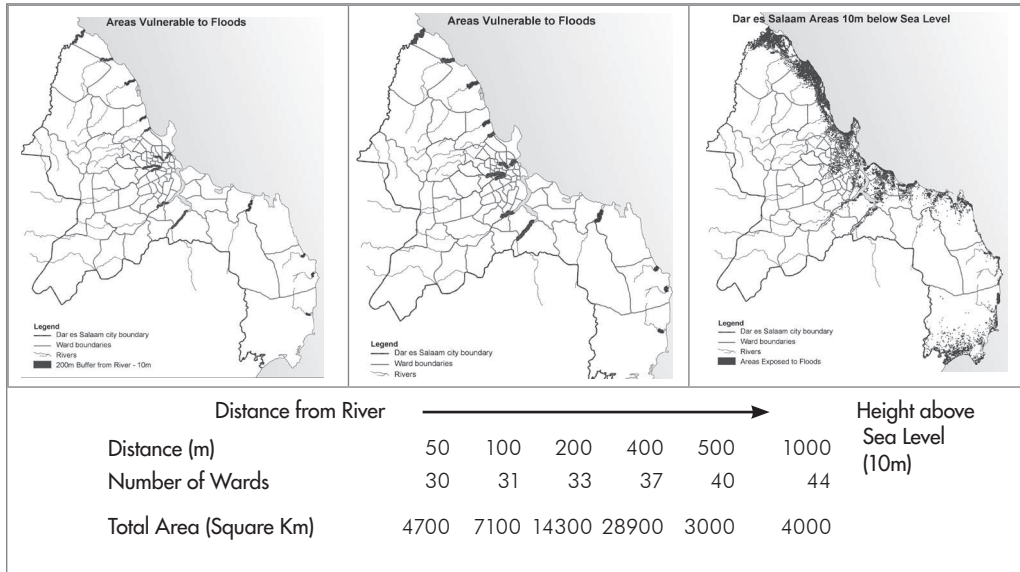 Areas Vulnerable to Floods
Legend
Dar es Salaam city boundary
Ward boundaries
Rivers
200m Buffer from River - 10m
Areas Vulnerable to Floods
Legend
Dar es Salaam city boundary
Ward boundaries
Rivers
Dar es Salaam Areas 10m below Sea Level
Legend
Dar es Salaam city boundary
Ward boundaries
Rivers
Areas Exposed to Floods
Distance from River Height above
Sea Level
(10m)
Distance (m) 50 100 200 400 500 1000
Number of Wards 30 31 33 37 40 44
Total Area (Square Km) 4700 7100 14300 28900 3000 4000